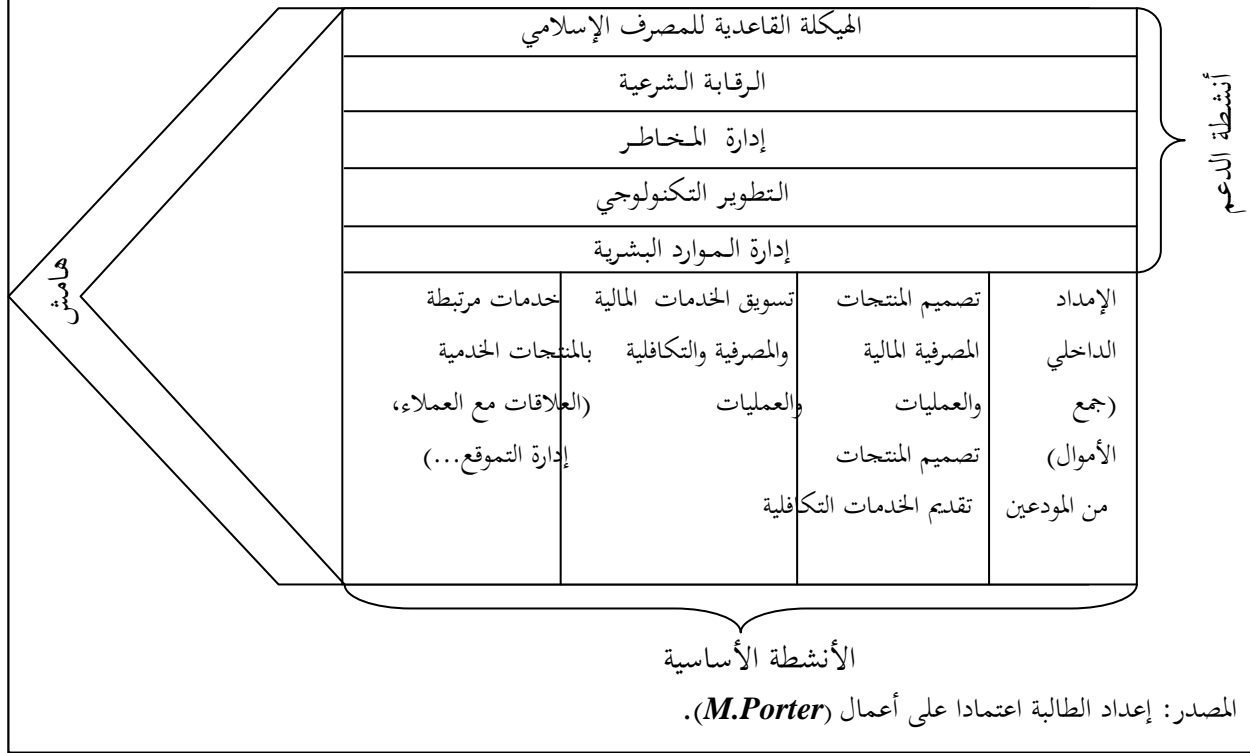 الهيكلة القاعدية للمصرف الإسلامي
الرقابة الشرعية
إدارة المخاطر
التطوير التكنولوجي
إدارة الموارد البشرية
أنشطة الدعم
الإمداد
الداخلي
(جمع
الأموال)
من المودعين
تصميم المنتجات
المصرفية المالية
والعمليات
تصميم المنتجات
تقديم الخدمات التكافلية
تسويق الخدمات المالية
والمصرفية والتكافلية
والعمليات
خدمات مرتبطة
بالمنتجات الخدمية
(العلاقات مع العملاء،
إدارة التموقع...)
هامش
الأنشطة الأساسية
المصدر: إعداد الطالبة اعتمادا على أعمال (M.Porter).